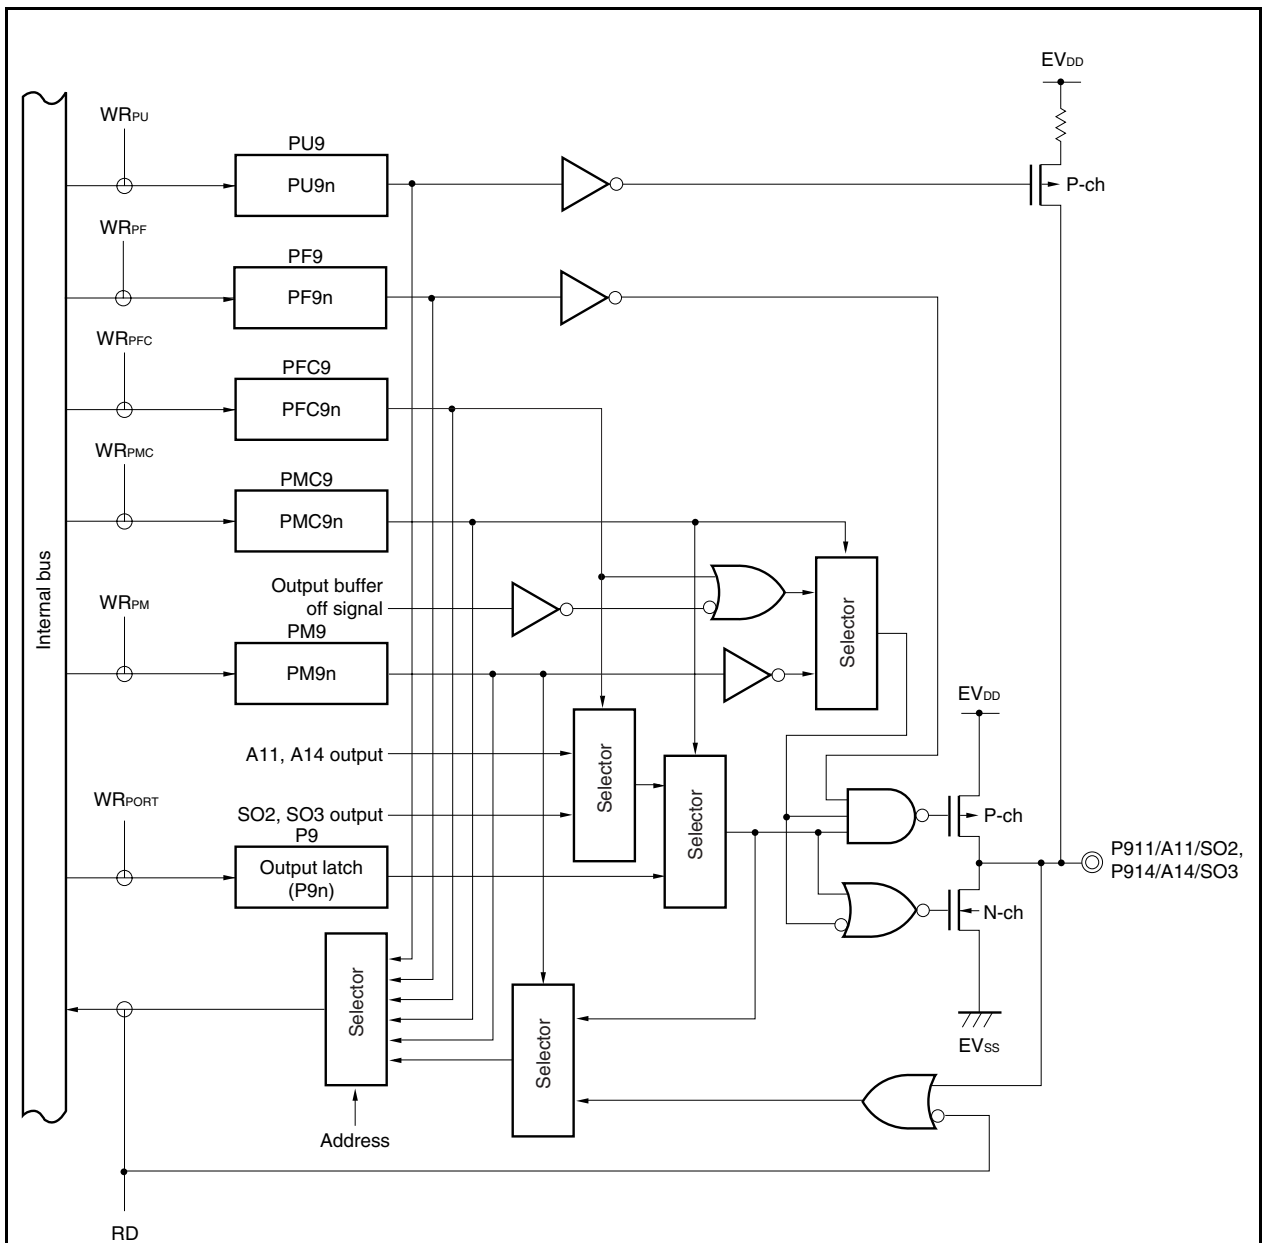 EVDD
WRPU
PU9
PU9n
P-ch
WRPF
PF9
PF9n
WRPFC
PFC9
PFC9n
WRPMC
PMC9
PMC9n
Internal bus
Output buffer
off signal
Selector
WRPM
PM9
PM9n
EVDD
A11, A14 output
Selector
Selector
WRPORT
SO2, SO3 output
P9
Output latch
(P9n)
P-ch
P911/A11/SO2,
P914/A14/SO3
N-ch
Selector
Selector
EVSS
Address
RD